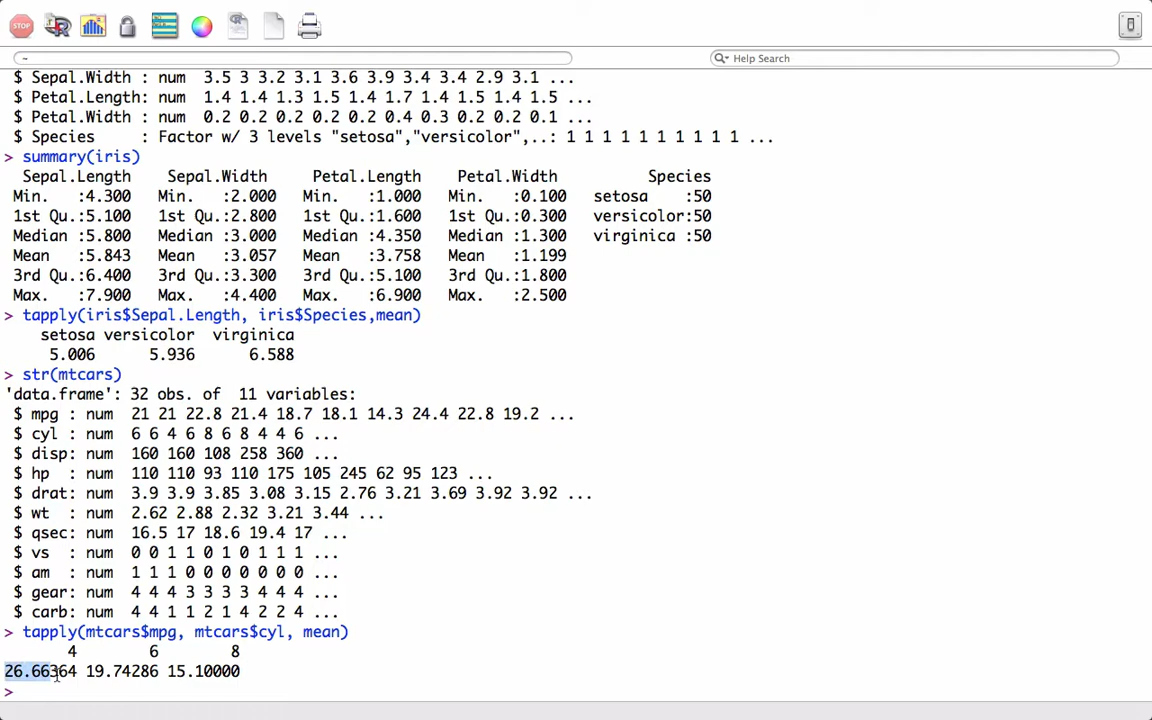 STOP
~
Help Search
$ Sepal.Width : num 3.5 3 3.2 3.1 3.6 3.9 3.4 3.4 2.9 3.1 ...
$ Petal.Length: num 1.4 1.4 1.3 1.5 1.4 1.7 1.4 1.5 1.4 1.5 ...
$ Petal.Width : num 0.2 0.2 0.2 0.2 0.2 0.4 0.3 0.2 0.2 0.1 ...
$ Species : Factor w/ 3 levels "setosa","versicolor",..: 1 1 1 1 1 1 1 1 1 1 ...
> summary(iris)
Sepal.Length Sepal.Width Petal.Length Petal.Width Species
Min. :4.300 Min. :2.000 Min. :1.000 Min. :0.100 setosa :50
1st Qu.:5.100 1st Qu.:2.800 1st Qu.:1.600 1st Qu.:0.300 versicolor:50
Median :5.800 Median :3.000 Median :4.350 Median :1.300 virginica :50
Mean :5.843 Mean :3.057 Mean :3.758 Mean :1.199
3rd Qu.:6.400 3rd Qu.:3.300 3rd Qu.:5.100 3rd Qu.:1.800
Max. :7.900 Max. :4.400 Max. :6.900 Max. :2.500
> tapply(iris$Sepal.Length, iris$Species,mean)
setosa versicolor virginica
5.006 5.936 6.588
> str(mtcars)
'data.frame': 32 obs. of 11 variables:
$ mpg : num 21 21 22.8 21.4 18.7 18.1 14.3 24.4 22.8 19.2 ...
$ cyl : num 6 6 4 6 8 6 8 4 4 6 ...
$ disp: num 160 160 108 258 360 ...
$ hp : num 110 110 93 110 175 105 245 62 95 123 ...
$ drat: num 3.9 3.9 3.85 3.08 3.15 2.76 3.21 3.69 3.92 3.92 ...
$ wt : num 2.62 2.88 2.32 3.21 3.44 ...
$ qsec: num 16.5 17 18.6 19.4 17 ...
$ vs : num 0 0 1 1 0 1 0 1 1 1 ...
$ am : num 1 1 1 0 0 0 0 0 0 0 ...
$ gear: num 4 4 4 3 3 3 3 4 4 4 ...
$ carb: num 4 4 1 1 2 1 4 2 2 4 ...
> tapply(mtcars$mpg, mtcars$cyl, mean)
4 6 8
26.66364 19.74286 15.10000
>